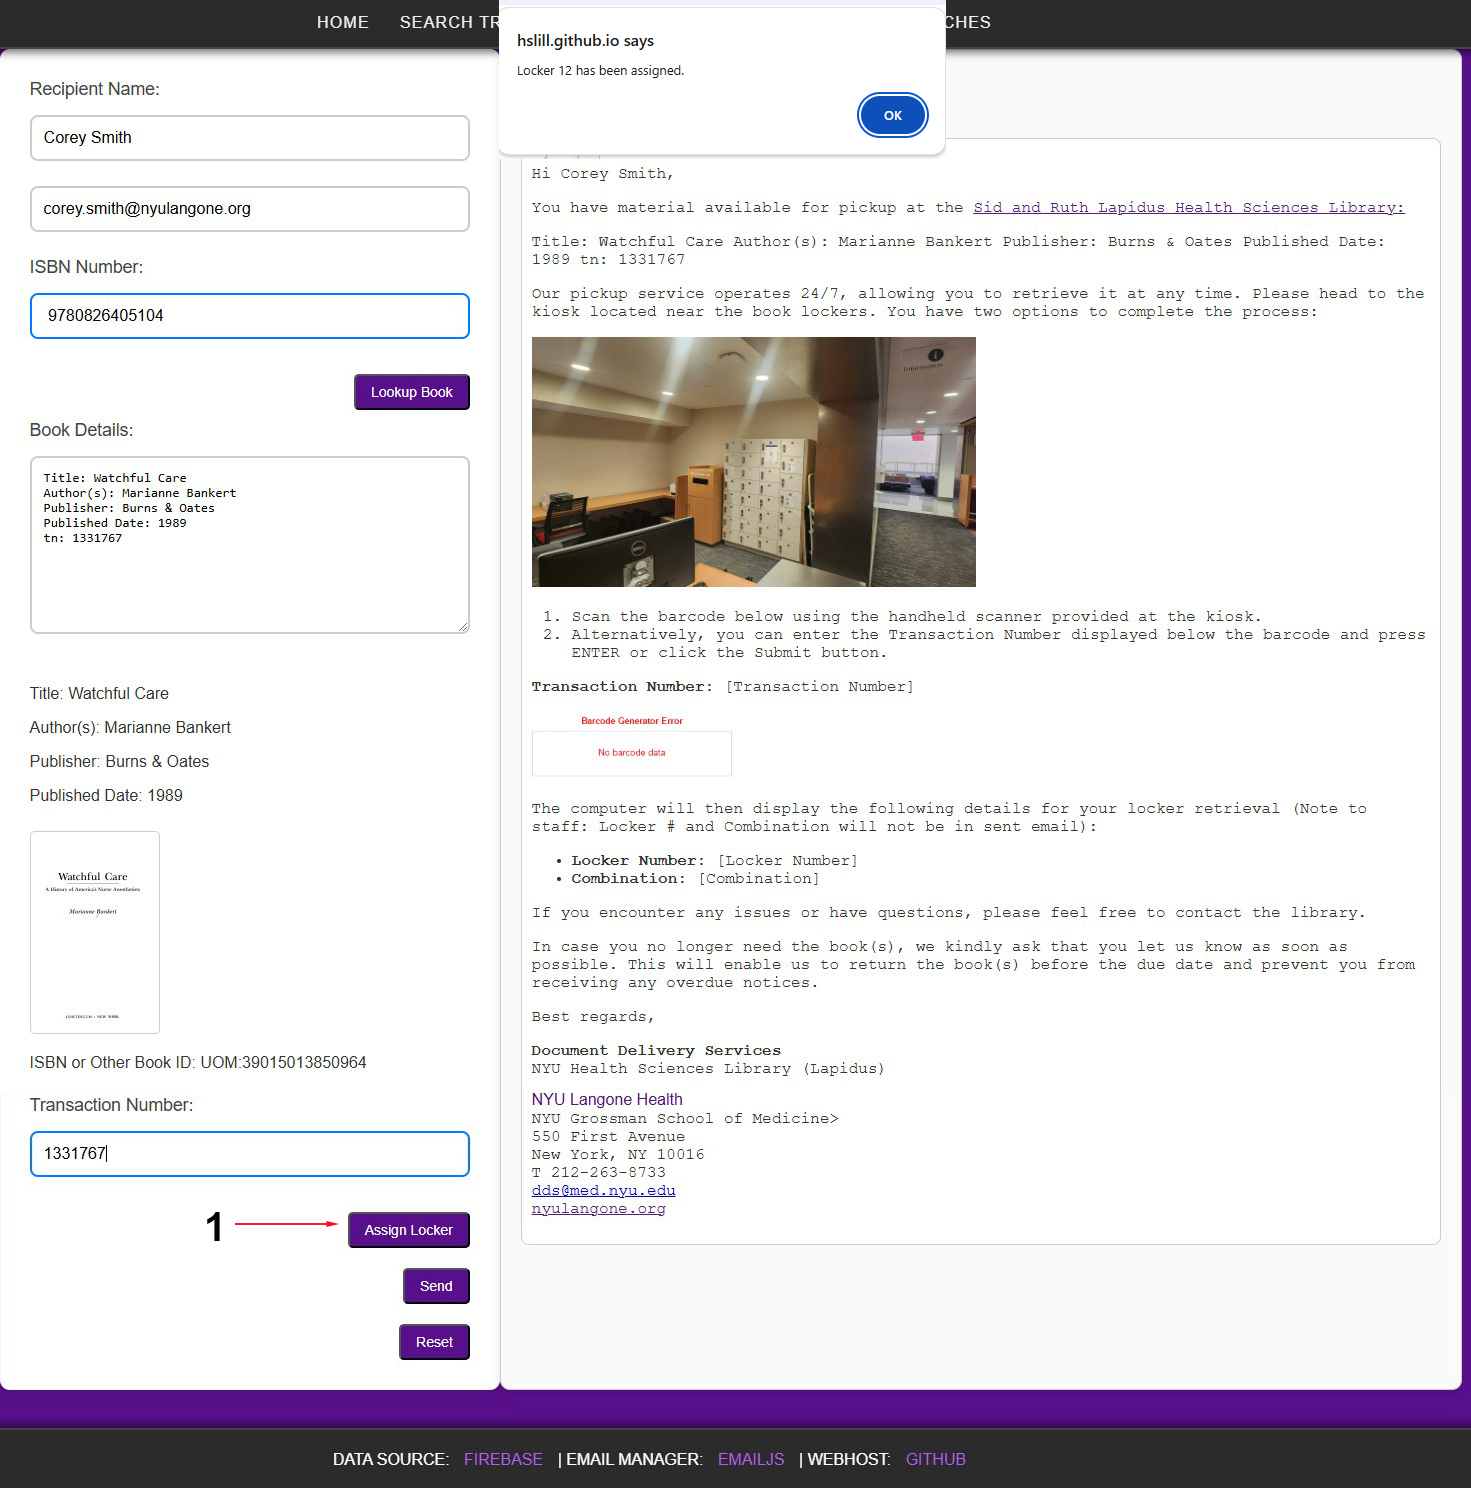 HOME SEARCH TR
CHES
hslill.github.io says
Locker 12 has been assigned.
OK
Recipient Name:
Corey Smith
corey.smith@nyulangone.org
ISBN Number:
9780826405104
Lookup Book
Book Details:
Title: Watchful Care
Author(s): Marianne Bankert
Publisher: Burns & Oates
Published Date: 1989
tn: 1331767
Title: Watchful Care
Author(s): Marianne Bankert
Publisher: Burns & Oates
Published Date: 1989
Watchful Care
A History of America's Nurse Anesthetists
Marianne Bankert
CONTINUUM • NEW YORK
ISBN or Other Book ID: UOM:39015013850964
Transaction Number:
1331767
1
Assign Locker
Send
Reset
Hi Corey Smith,
You have material available for pickup at the Sid and Ruth Lapidus Health Sciences Library:
Title: Watchful Care Author(s): Marianne Bankert Publisher: Burns & Oates Published Date:
1989 tn: 1331767
Our pickup service operates 24/7, allowing you to retrieve it at any time. Please head to the
kiosk located near the book lockers. You have two options to complete the process:
Information
1. Scan the barcode below using the handheld scanner provided at the kiosk.
2. Alternatively, you can enter the Transaction Number displayed below the barcode and press
ENTER or click the Submit button.
Transaction Number: [Transaction Number]
Barcode Generator Error
No barcode data
The computer will then display the following details for your locker retrieval (Note to
staff: Locker # and Combination will not be in sent email):
• Locker Number: [Locker Number]
• Combination: [Combination]
If you encounter any issues or have questions, please feel free to contact the library.
In case you no longer need the book(s), we kindly ask that you let us know as soon as
possible. This will enable us to return the book(s) before the due date and prevent you from
receiving any overdue notices.
Best regards,
Document Delivery Services
NYU Health Sciences Library (Lapidus)
NYU Langone Health
NYU Grossman School of Medicine>
550 First Avenue
New York, NY 10016
T 212-263-8733
dds@med.nyu.edu
nyulangone.org
DATA SOURCE: FIREBASE | EMAIL MANAGER: EMAILJS | WEBHOST: GITHUB